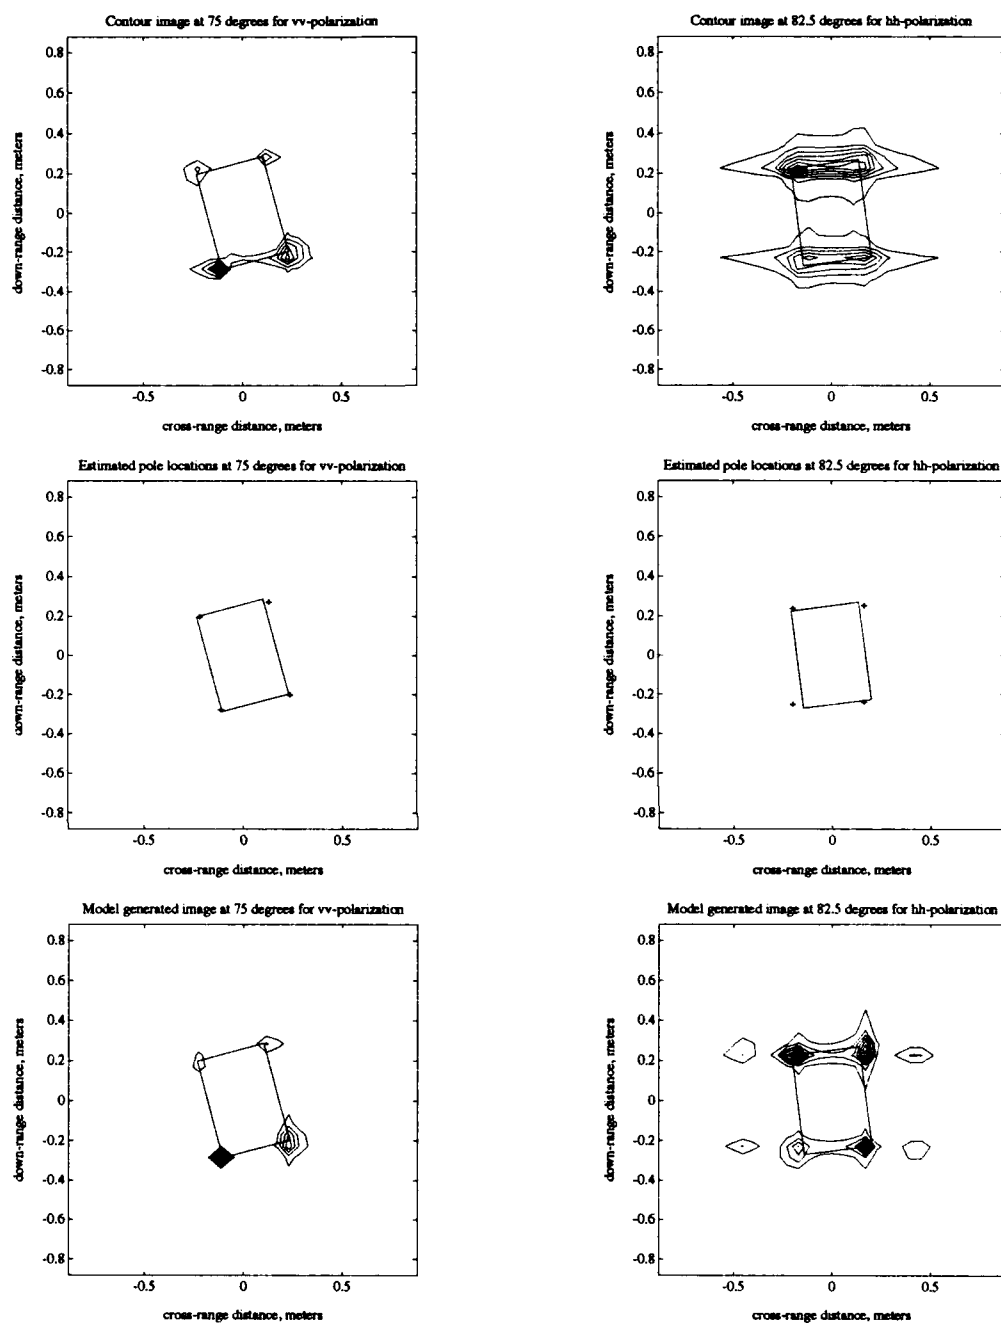 Contour image at 75 degrees for vv-polarization
0.8
0.6
0.4
0.2
0
-0.2
-0.4
-0.6
-0.8
down-range distance, meters
-0.5 0 0.5
cross-range distance, meters
Contour image at 82.5 degrees for hh-polarization
0.8
0.6
0.4
0.2
0
-0.2
-0.4
-0.6
-0.8
down-range distance, meters
-0.5 0 0.5
cross-range distance, meters
Estimated pole locations at 75 degrees for vv-polarization
0.8
0.6
0.4
0.2
0
-0.2
-0.4
-0.6
-0.8
down-range distance, meters
-0.5 0 0.5
cross-range distance, meters
Estimated pole locations at 82.5 degrees for hh-polarization
0.8
0.6
0.4
0.2
0
-0.2
-0.4
-0.6
-0.8
down-range distance, meters
-0.5 0 0.5
cross-range distance, meters
Model generated image at 75 degrees for vv-polarization
0.8
0.6
0.4
0.2
0
-0.2
-0.4
-0.6
-0.8
down-range distance, meters
-0.5 0 0.5
cross-range distance, meters
Model generated image at 82.5 degrees for hh-polarization
0.8
0.6
0.4
0.2
0
-0.2
-0.4
-0.6
-0.8
down-range distance, meters
-0.5 0 0.5
cross-range distance, meters